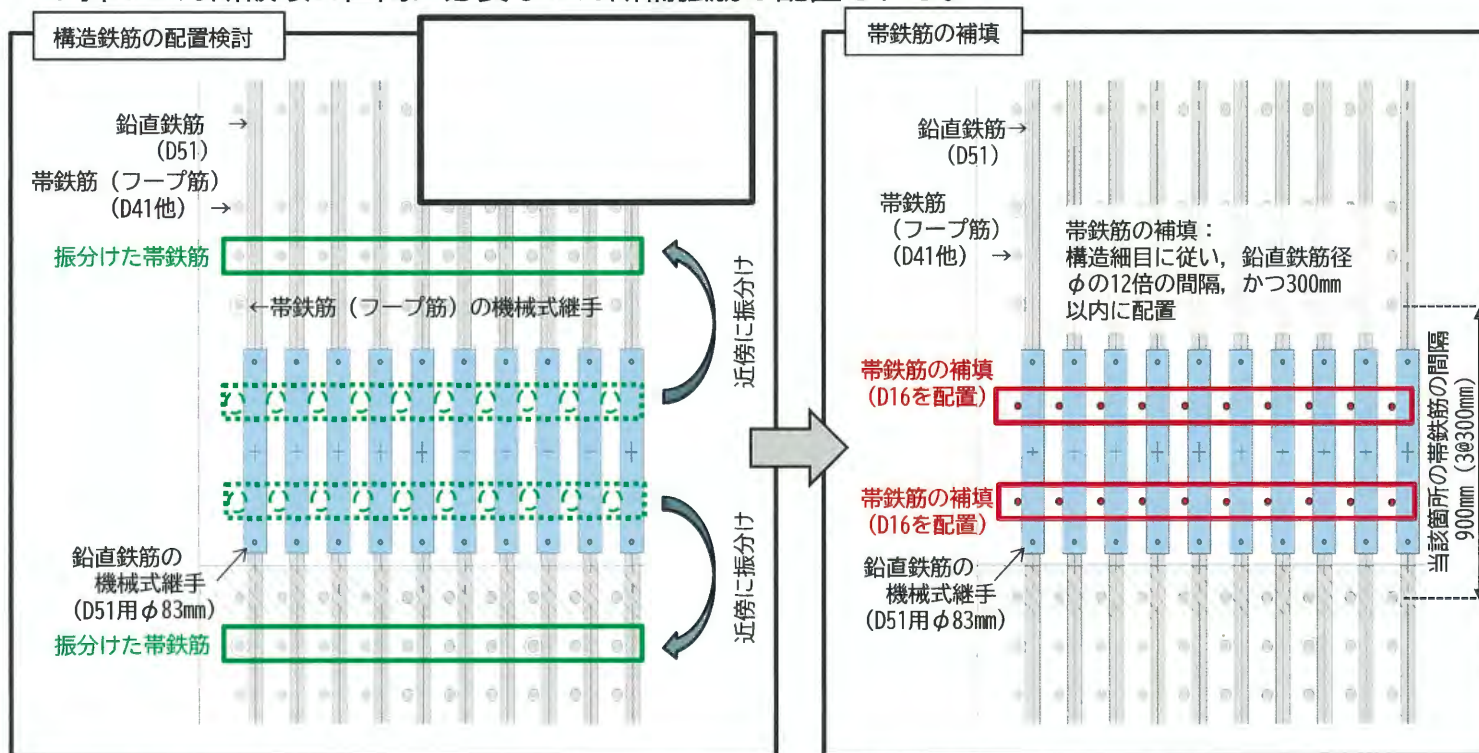 構造鉄筋の配置検討
鉛直鉄筋 →
(D51)
帯鉄筋（フープ筋）
(D41他) →
振分けた帯鉄筋
←帯鉄筋（フープ筋）の機械式継手
近傍に振分け
近傍に振分け
鉛直鉄筋の
機械式継手
(D51用φ83mm)
振分けた帯鉄筋
帯鉄筋の補填
鉛直鉄筋→
(D51)
帯鉄筋
（フープ筋）
(D41他) →
帯鉄筋の補填：
構造細目に従い，鉛直鉄筋径
φの12倍の間隔，かつ300mm
以内に配置
帯鉄筋の補填
(D16を配置)
帯鉄筋の補填
(D16を配置)
鉛直鉄筋の
機械式継手
(D51用φ83mm)
当該箇所の帯鉄筋の間隔
900mm（3@300mm）